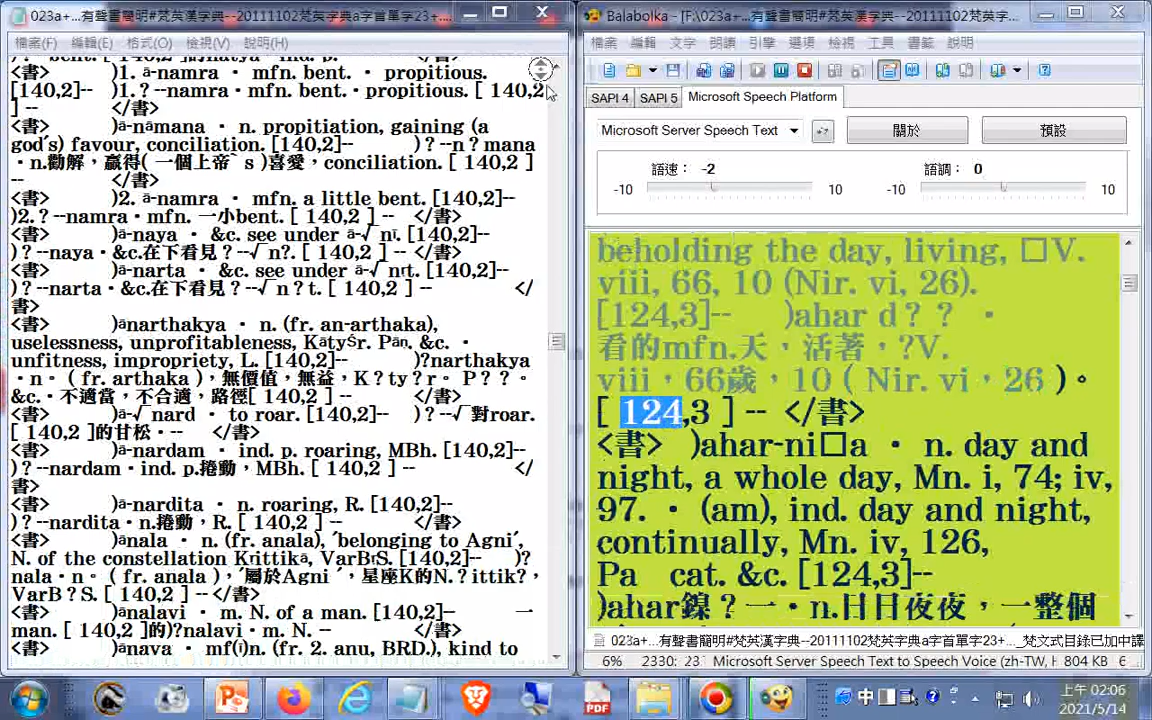 023a+...有聲書簡明#梵英漢字典--20111102梵英字典a字首單字23+...
檔案(F) 編輯(E) 格式(O) 檢視(V) 說明(H)
<書> )1. ā-namra ‧ mfn. bent. ‧ propitious.
[140,2]-- )1.?--namra‧mfn. bent.‧propitious. [ 140,2
] -- </書>
<書> )ā-nāmana ‧ n. propitiation, gaining (a
god's) favour, conciliation. [140,2]-- )?--n?mana
‧n.勸解，贏得( 一個上帝`s )喜愛，conciliation. [ 140,2 ]
-- </書>
<書> )2. ā-namra ‧ mfn. a little bent. [140,2]--
)2.?--namra‧mfn. 一小bent. [ 140,2 ] -- </書>
<書> )ā-naya ‧ &c. see under ā-√ nī. [140,2]--
)?--naya‧&c.在下看見？--√n?. [ 140,2 ] -- </書>
<書> )ā-narta ‧ &c. see under ā-√ nṛt. [140,2]--
)?--narta‧&c.在下看見？--√n?t. [ 140,2 ] -- </
書>
<書> )ānarthakya ‧ n. (fr. an-arthaka),
uselessness, unprofitableness, KātyŚr. Pāṇ. &c. ‧
unfitness, impropriety, L. [140,2]-- )?narthakya
‧n。( fr. arthaka )，無價值，無益，K?ty?r。P??。
&c.‧不適當，不合適，路徑[ 140,2 ] -- </書>
<書> )ā-√ nard ‧ to roar. [140,2]-- )?--√對roar.
[ 140,2 ]的甘松‧-- </書>
<書> )ā-nardam ‧ ind. p. roaring, MBh. [140,2]--
)?--nardam‧ind. p.捲動，MBh. [ 140,2 ] -- </
書>
<書> )ā-nardita ‧ n. roaring, R. [140,2]--
)?--nardita‧n.捲動，R. [ 140,2 ] -- </書>
<書> )ānala ‧ n. (fr. anala), 'belonging to Agni',
N. of the constellation Kṛittikā, VarBṛS. [140,2]-- )?
nala‧n。( fr. anala )，'屬於Agni'，星座K的N.?ittik?，
VarB?S. [ 140,2 ] -- </書>
<書> )ānalavi ‧ m. N. of a man. [140,2]-- 一
man. [ 140,2 ]的)?nalavi‧m. N. -- </書>
<書> )ānava ‧ mf(ī)n. (fr. 2. anu, BRD.), kind to
Balabolka - [F:\023a+...有聲書簡明#梵英漢字典--20111102梵英字...
檔案 編輯 文字 朗讀 引擎 選項 檢視 工具 書籤 說明
SAPI 4 SAPI 5 Microsoft Speech Platform
Microsoft Server Speech Text 關於 預設
語速： -2 語調： 0
-10 10 -10 10
beholding the day, living, □V.
viii, 66, 10 (Nir. vi, 26).
[124,3]-- )ahar d？？‧
看的mfn.天，活著，?V.
viii，66歲，10 ( Nir. vi，26 )。
[ 124,3 ] -- </書>
<書> )ahar-ni□a ‧ n. day and
night, a whole day, Mn. i, 74; iv,
97. ‧ (am), ind. day and night,
continually, Mn. iv, 126,
Pa cat. &c. [124,3]--
)ahar鎳？一‧n.日日夜夜，一整個
023a+...有聲書簡明#梵英漢字典--20111102梵英字典a字首單字23+..._梵文式目錄已加中譯
6% 2330: 23 Microsoft Server Speech Text to Speech Voice (zh-TW, H 804 KB 6
中
上午 02:06
2021/5/14